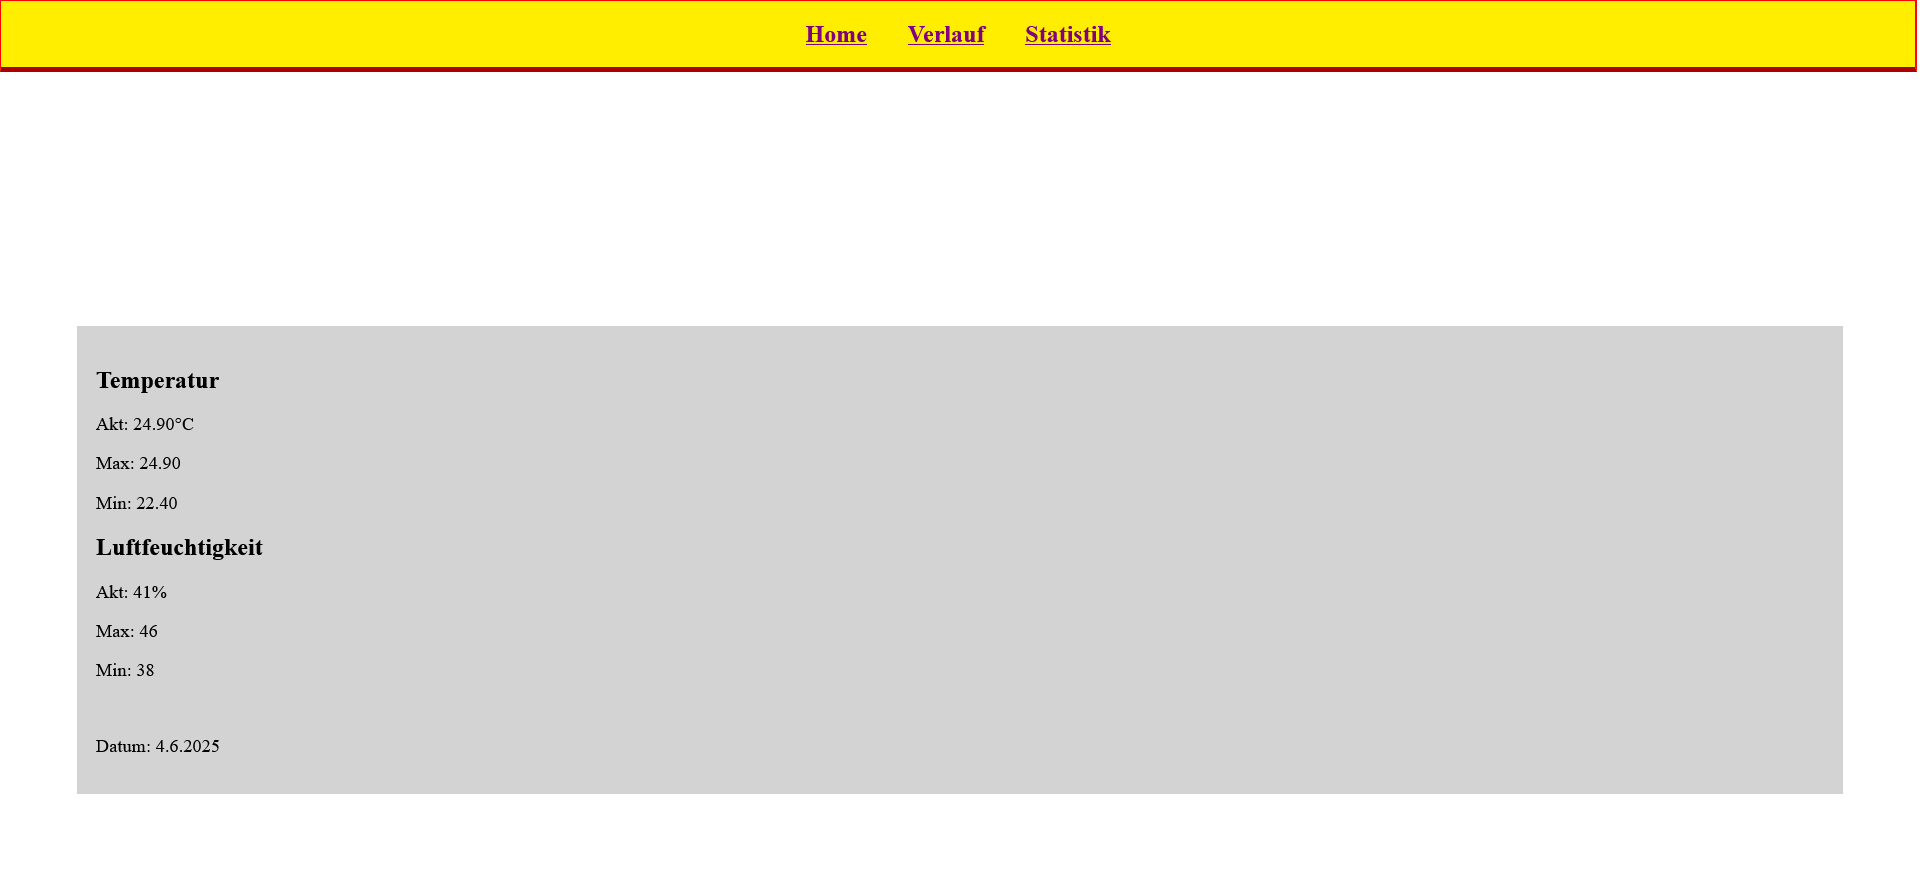 Home Verlauf Statistik
Temperatur
Akt: 24.90°C
Max: 24.90
Min: 22.40
Luftfeuchtigkeit
Akt: 41%
Max: 46
Min: 38
Datum: 4.6.2025